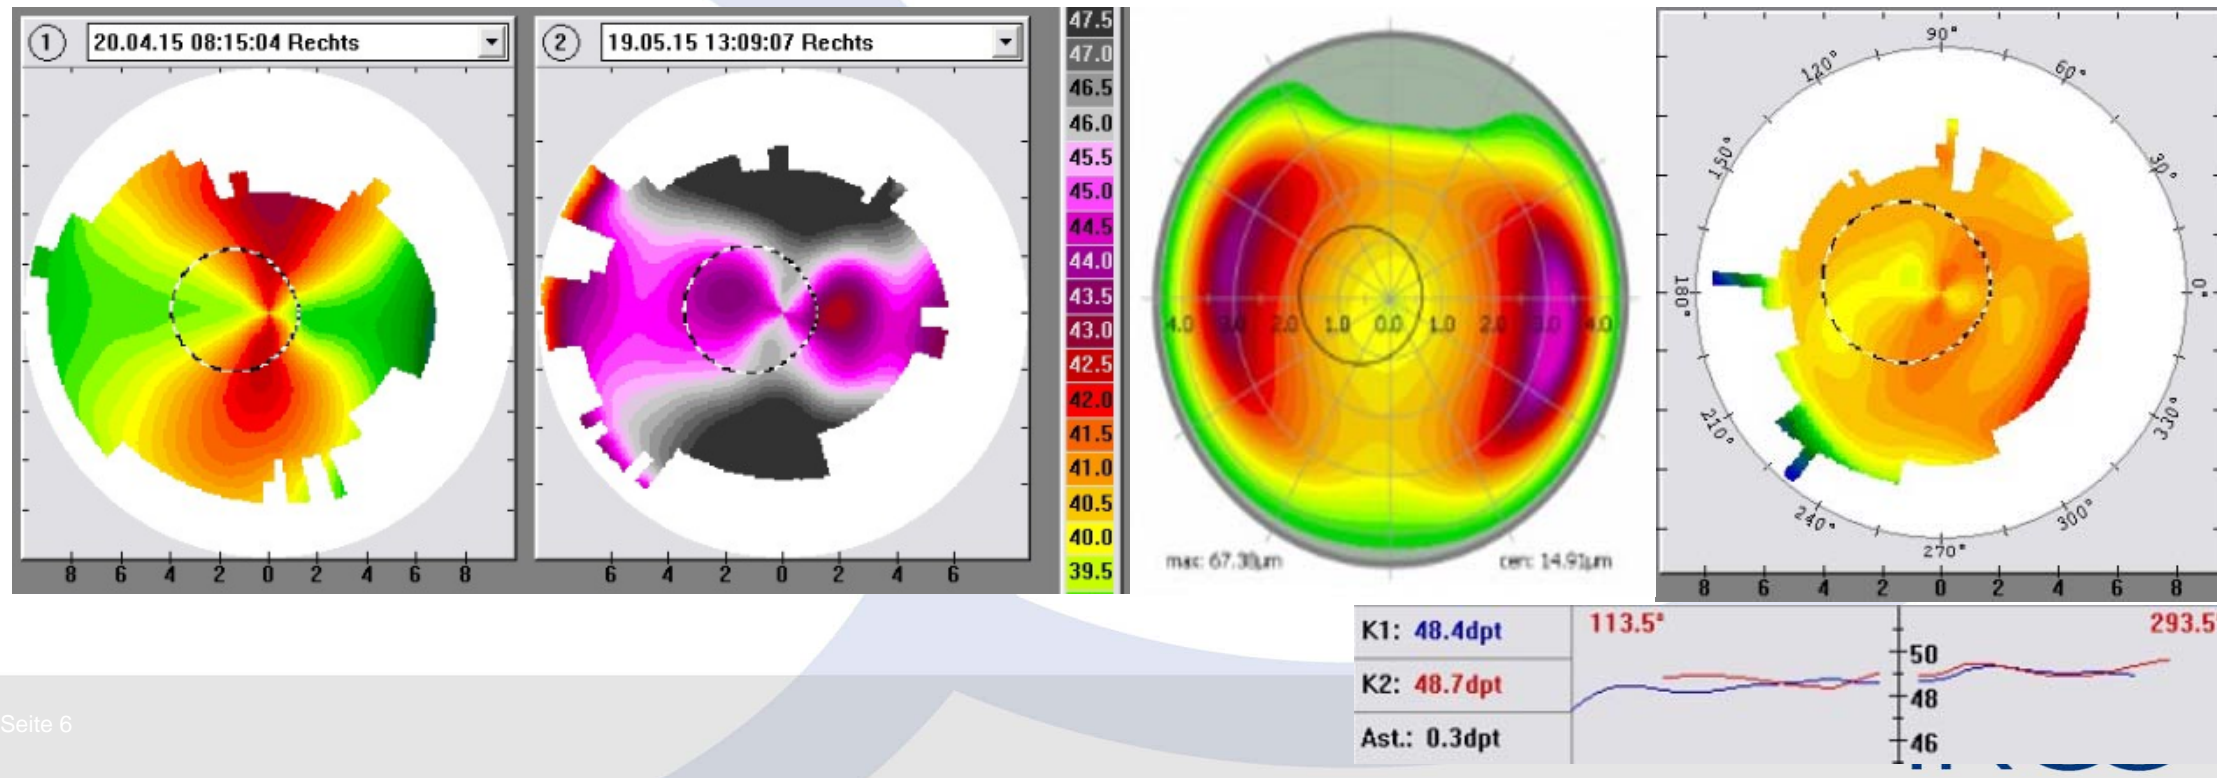 1 20.04.15 08:15:04 Rechts
8 6 4 2 0 2 4 6 8
2 19.05.15 13:09:07 Rechts
6 4 2 0 2 4 6
47.5
47.0
46.5
46.0
45.5
45.0
44.5
44.0
43.5
43.0
42.5
42.0
41.5
41.0
40.5
40.0
39.5
4.0 3.0 2.0 1.0 0.0 1.0 2.0 3.0 4.0
max: 67.38µm cen: 14.91µm
90°
120° 60°
150° 30°
180° 0°
210° 330°
240° 300°
270°
8 6 4 2 0 2 4 6 8
K1: 48.4dpt
K2: 48.7dpt
Ast.: 0.3dpt
113.5° 293.5°
50
48
46
Seite 6